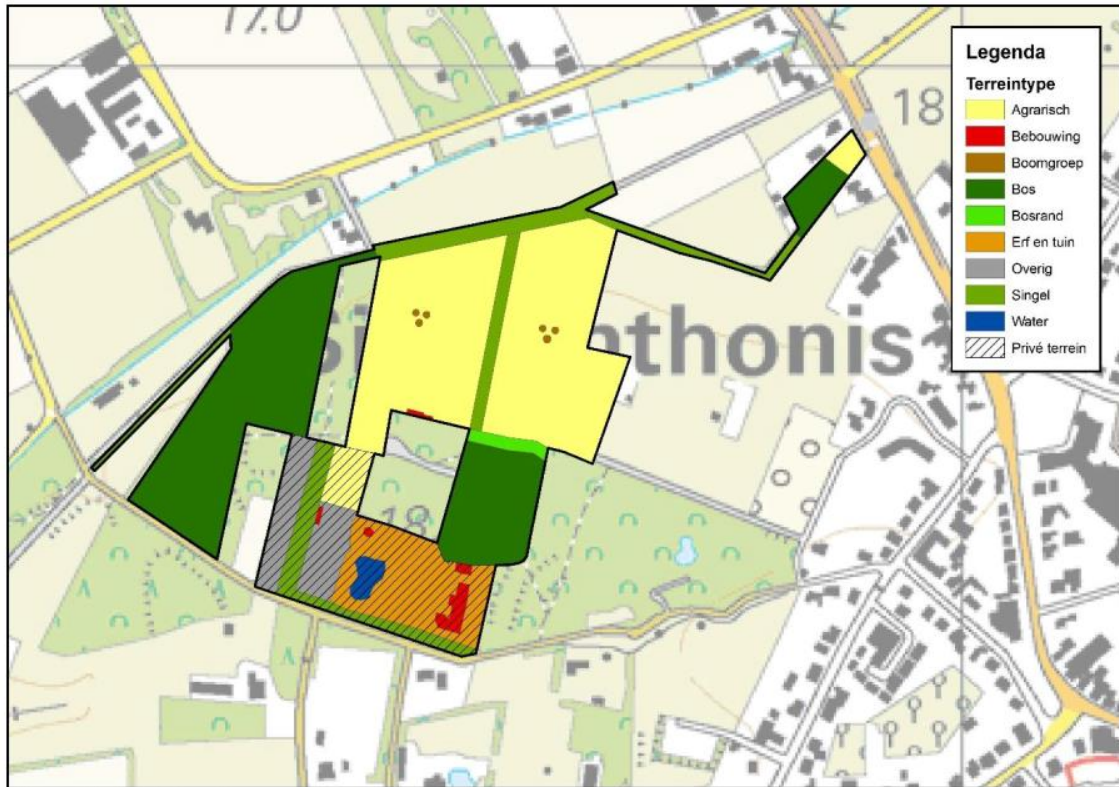 17.0
18
Legenda
Terreintype
Agrarisch
Bebouwing
Boomgroep
Bos
Bosrand
Erf en tuin
Overig
Singel
Water
Privé terrein
nthonis
18